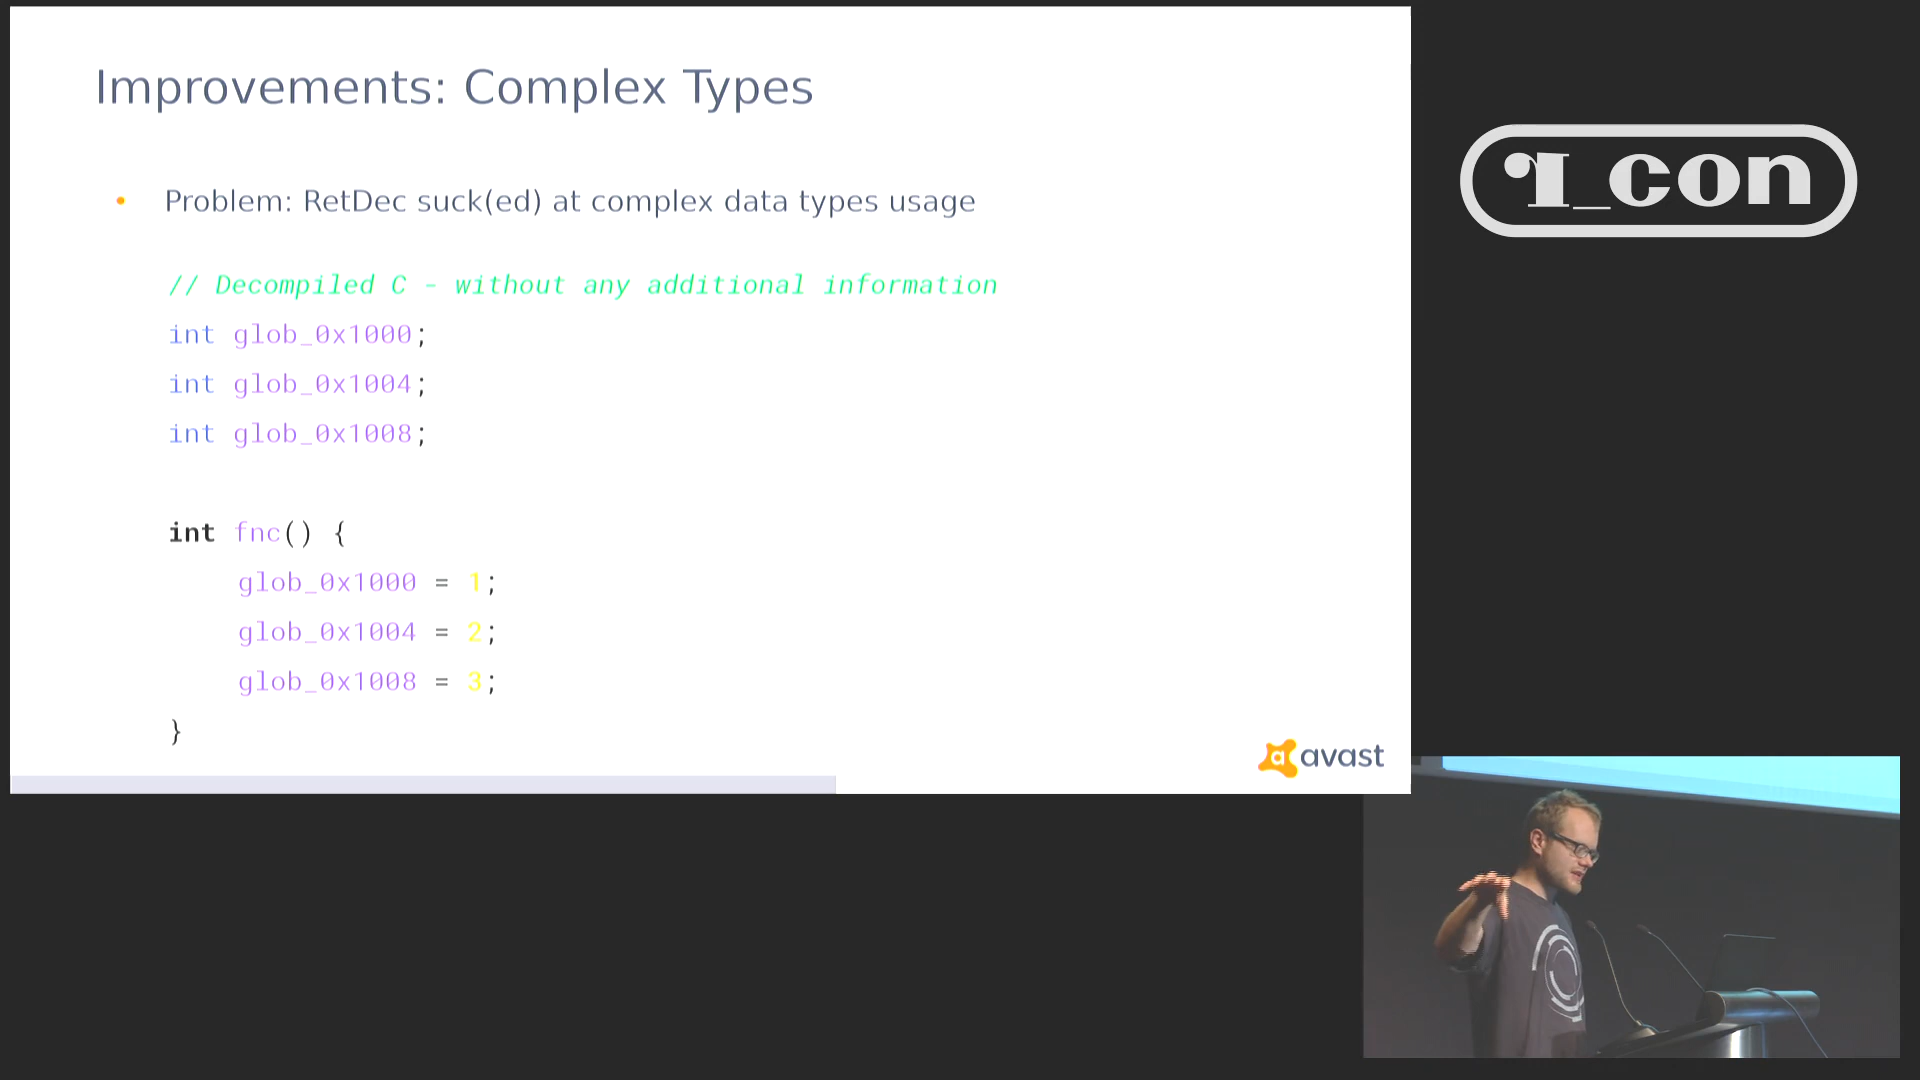 Improvements: Complex Types
r2con
• Problem: RetDec suck(ed) at complex data types usage
// Decompiled C - without any additional information
int glob_0x1000;
int glob_0x1004;
int glob_0x1008;
int fnc() {
glob_0x1000 = 1;
glob_0x1004 = 2;
glob_0x1008 = 3;
}
avast